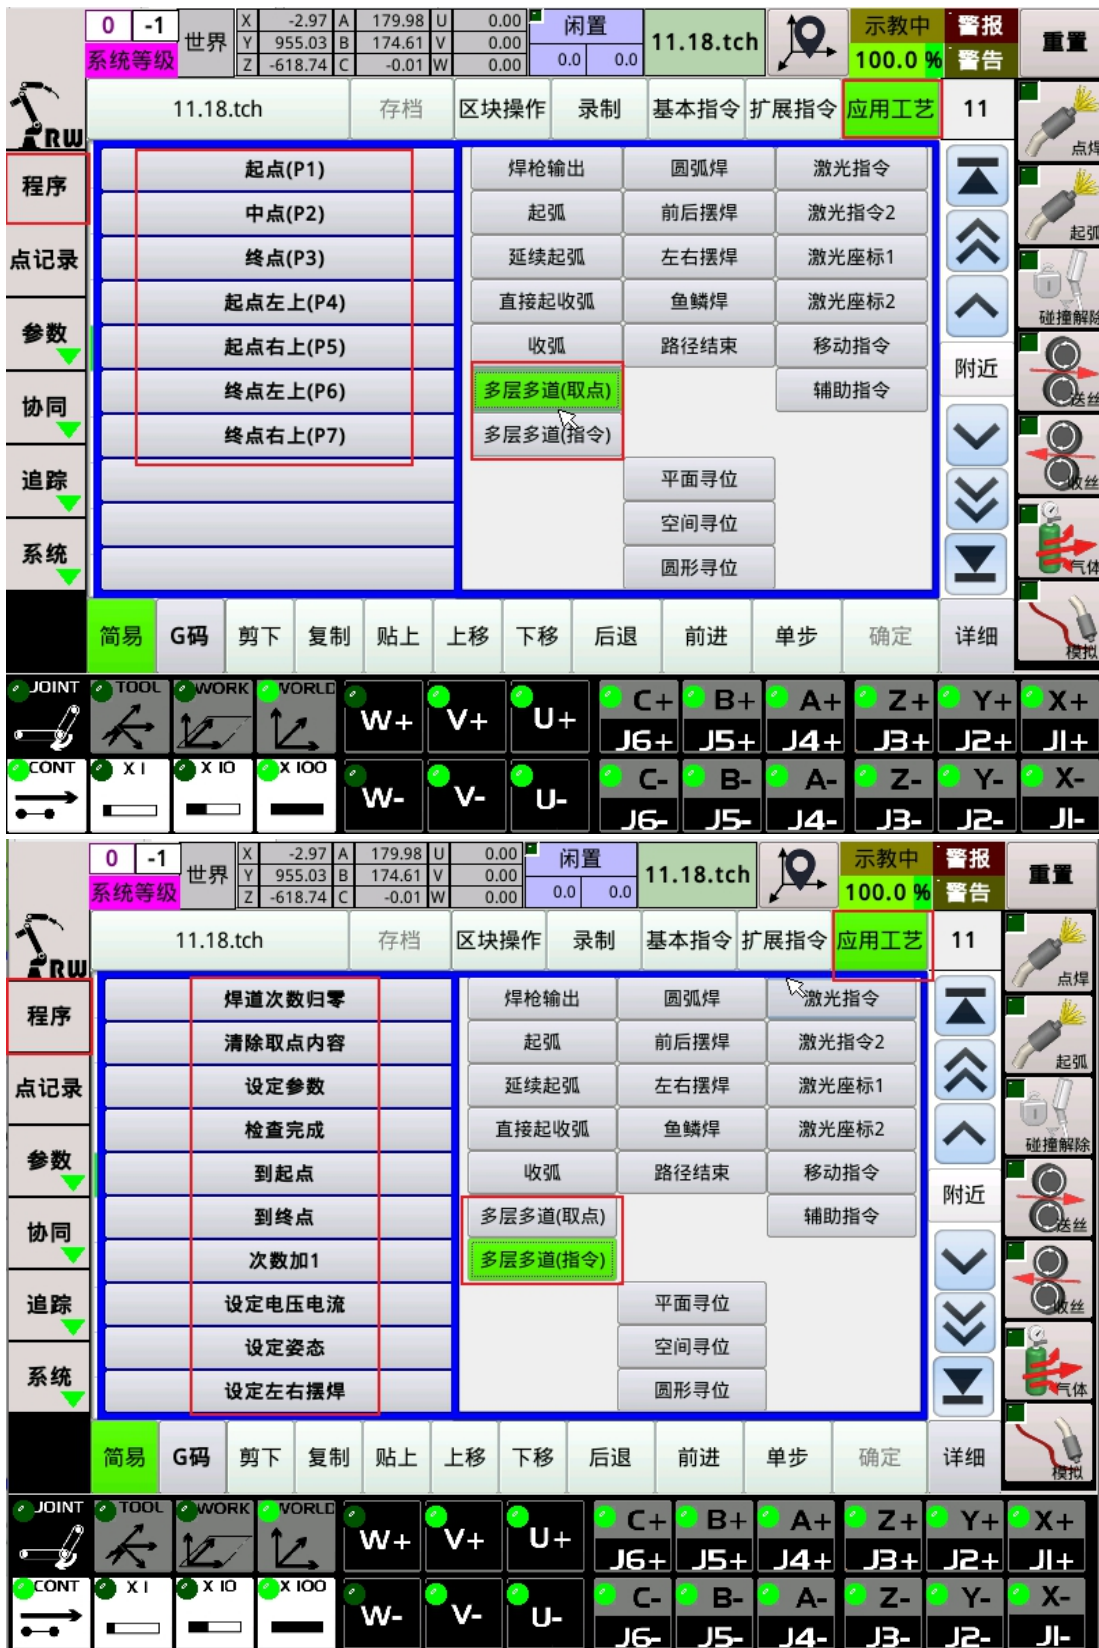 0 -1 世界 X -2.97 A 179.98 U 0.00 闲置 11.18.tch 示教中 警报 重置
系统等级 Y 955.03 B 174.61 V 0.00 0.0 0.0 100.0 % 警告
Z -618.74 C -0.01 W 0.00
RW 11.18.tch 存档 区块操作 录制 基本指令 扩展指令 应用工艺 11 点焊
程序 起点(P1) 焊枪输出 圆弧焊 激光指令
中点(P2) 起弧 前后摆焊 激光指令2 起弧
点记录 终点(P3) 延续起弧 左右摆焊 激光座标1
起点左上(P4) 直接起收弧 鱼鳞焊 激光座标2 碰撞解除
参数 起点右上(P5) 收弧 路径结束 移动指令 附近
协同 终点左上(P6) 多层多道(取点) 辅助指令 送丝
终点右上(P7) 多层多道(指令)
追踪 平面寻位 收丝
空间寻位
系统 圆形寻位 气体
简易 G码 剪下 复制 贴上 上移 下移 后退 前进 单步 确定 详细 模拟
JOINT TOOL WORK WORLD W+ V+ U+ C+ B+ A+ Z+ Y+ X+
J6+ J5+ J4+ J3+ J2+ J1+
CONT X 1 X 10 X 100 W- V- U- C- B- A- Z- Y- X-
J6- J5- J4- J3- J2- J1-
0 -1 世界 X -2.97 A 179.98 U 0.00 闲置 11.18.tch 示教中 警报 重置
系统等级 Y 955.03 B 174.61 V 0.00 0.0 0.0 100.0 % 警告
Z -618.74 C -0.01 W 0.00
RW 11.18.tch 存档 区块操作 录制 基本指令 扩展指令 应用工艺 11 点焊
程序 焊道次数归零 焊枪输出 圆弧焊 激光指令
清除取点内容 起弧 前后摆焊 激光指令2 起弧
点记录 设定参数 延续起弧 左右摆焊 激光座标1
检查完成 直接起收弧 鱼鳞焊 激光座标2 碰撞解除
参数 到起点 收弧 路径结束 移动指令 附近
协同 到终点 多层多道(取点) 辅助指令 送丝
次数加1 多层多道(指令)
追踪 设定电压电流 平面寻位 收丝
设定姿态 空间寻位
系统 设定左右摆焊 圆形寻位 气体
简易 G码 剪下 复制 贴上 上移 下移 后退 前进 单步 确定 详细 模拟
JOINT TOOL WORK WORLD W+ V+ U+ C+ B+ A+ Z+ Y+ X+
J6+ J5+ J4+ J3+ J2+ J1+
CONT X 1 X 10 X 100 W- V- U- C- B- A- Z- Y- X-
J6- J5- J4- J3- J2- J1-